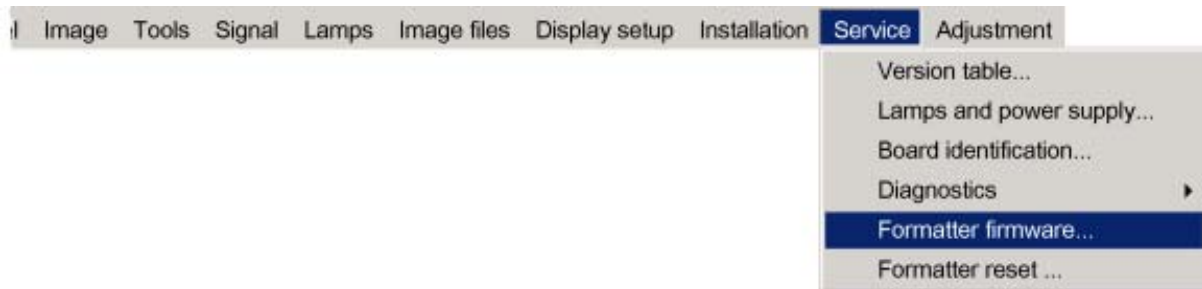 Image Tools Signal Lamps Image files Display setup Installation Service Adjustment
Version table...
Lamps and power supply...
Board identification...
Diagnostics
Formatter firmware...
Formatter reset ...